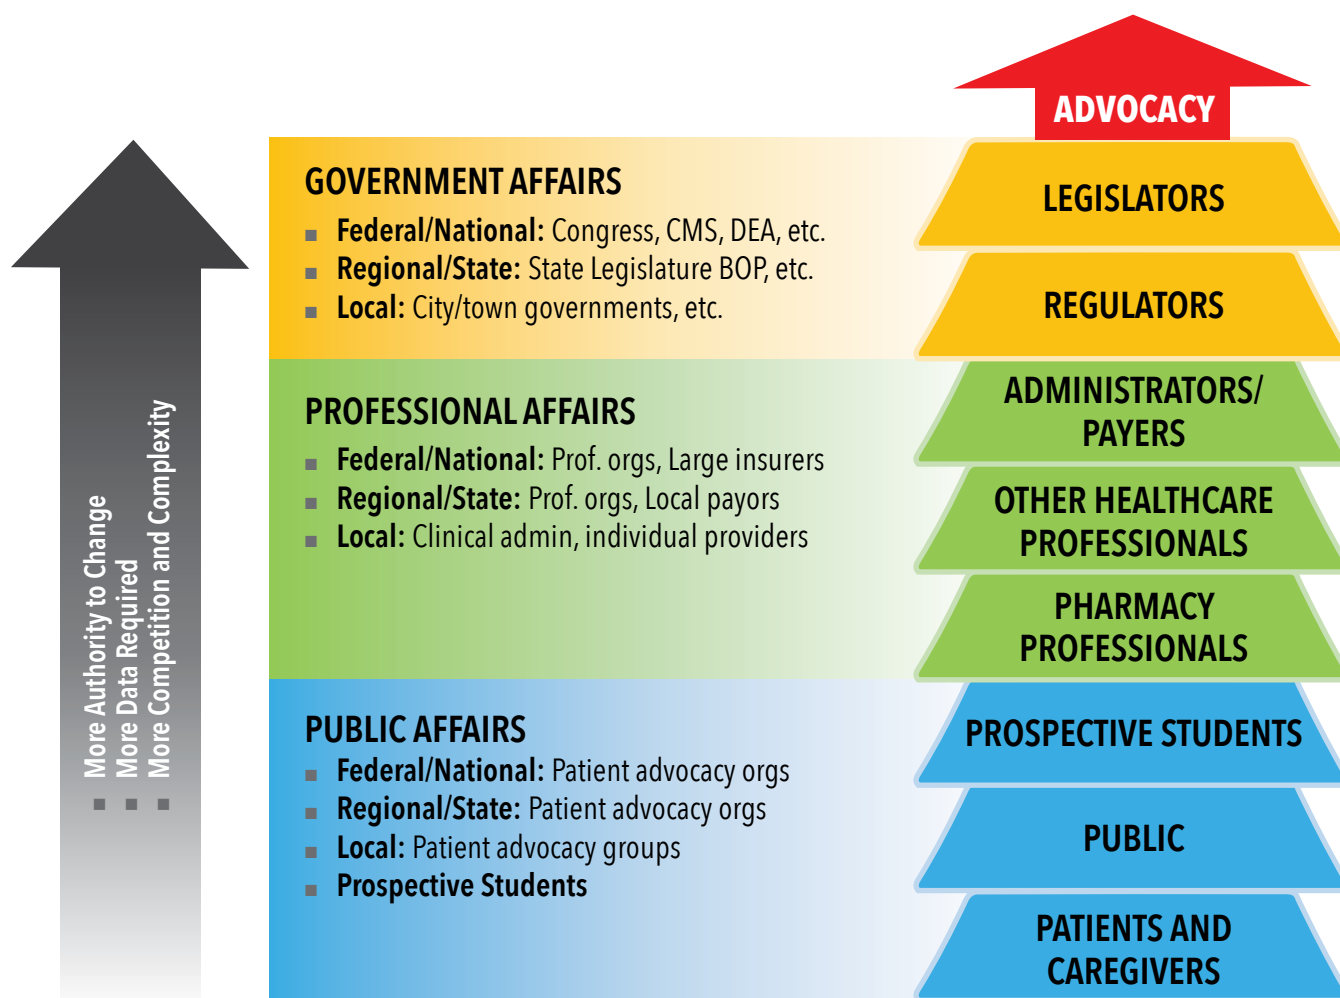 ADVOCACY
GOVERNMENT AFFAIRS
▪ Federal/National: Congress, CMS, DEA, etc.
▪ Regional/State: State Legislature BOP, etc.
▪ Local: City/town governments, etc.
LEGISLATORS
REGULATORS
PROFESSIONAL AFFAIRS
▪ Federal/National: Prof. orgs, Large insurers
▪ Regional/State: Prof. orgs, Local payors
▪ Local: Clinical admin, individual providers
ADMINISTRATORS/
PAYERS
OTHER HEALTHCARE
PROFESSIONALS
PHARMACY
PROFESSIONALS
PUBLIC AFFAIRS
▪ Federal/National: Patient advocacy orgs
▪ Regional/State: Patient advocacy orgs
▪ Local: Patient advocacy groups
▪ Prospective Students
PROSPECTIVE STUDENTS
PUBLIC
PATIENTS AND
CAREGIVERS
▪ More Authority to Change
▪ More Data Required
▪ More Competition and Complexity